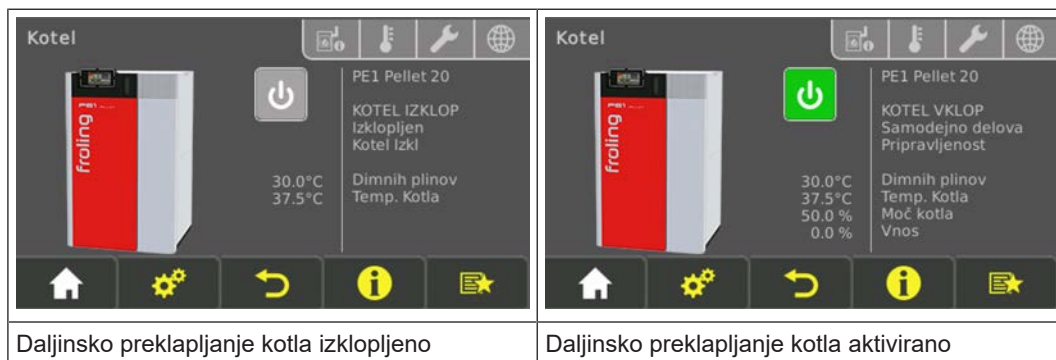 Kotel
PE1 Pellet 20
KOTEL IZKLOP
Izklopljen
Kotel Izkl
30.0°C Dimnih plinov
37.5°C Temp. Kotla
froling
PE1
Daljinsko preklapljanje kotla izklopljeno
Kotel
PE1 Pellet 20
KOTEL VKLOP
Samodejno delova
Pripravljenost
30.0°C Dimnih plinov
37.5°C Temp. Kotla
50.0 % Moč kotla
0.0 % Vnos
froling
PE1
Daljinsko preklapljanje kotla aktivirano